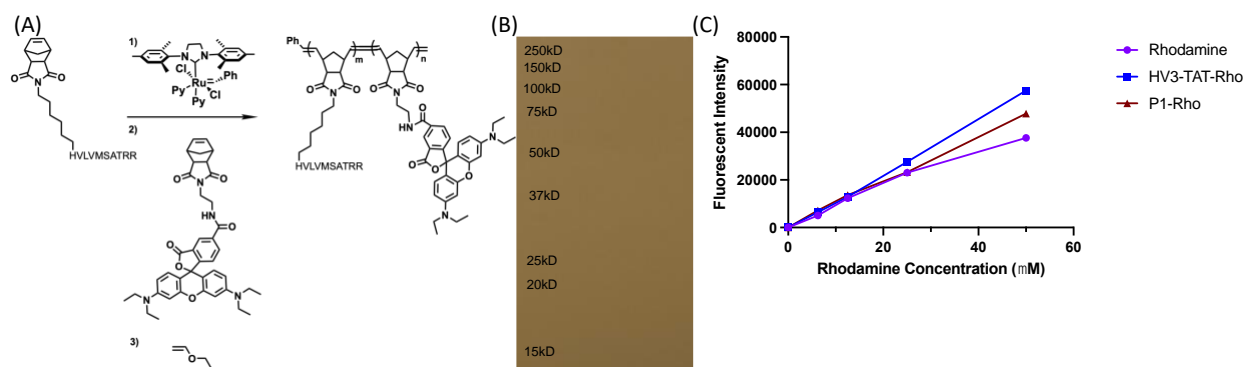 (A)
1)
N
N
Cl
Ru
Ph
Py
Cl
Py
2)
3)
O
N
O
HVLVMSATRR
O
N
O
NH
O
O
O
N
O
N
O
Ph
m
n
O
N
O
O
N
O
HVLVMSATRR
NH
O
O
O
N
O
N
(B)
250kD
150kD
100kD
75kD
50kD
37kD
25kD
20kD
15kD
(C)
Fluorescent Intensity
80000
60000
40000
20000
0
0
20
40
60
Rhodamine Concentration (mM)
Rhodamine
HV3-TAT-Rho
P1-Rho